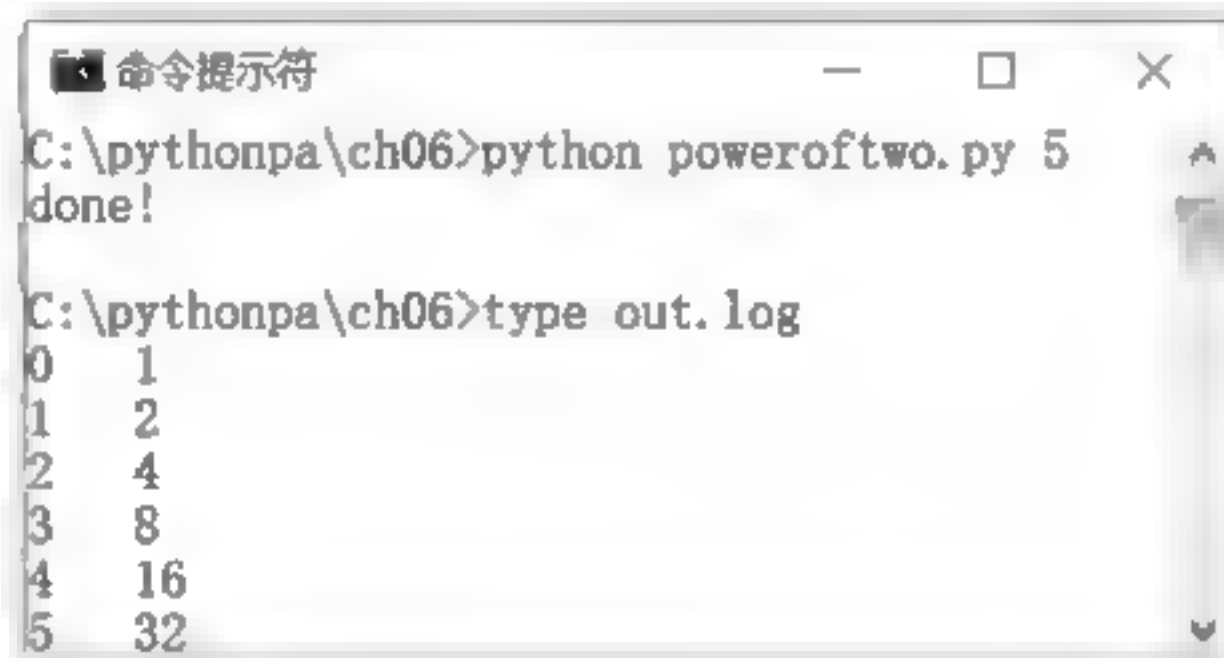 命令提示符
C:\pythonpa\ch06>python poweroftwo.py 5
done!
C:\pythonpa\ch06>type out.log
0 1
1 2
2 4
3 8
4 16
5 32